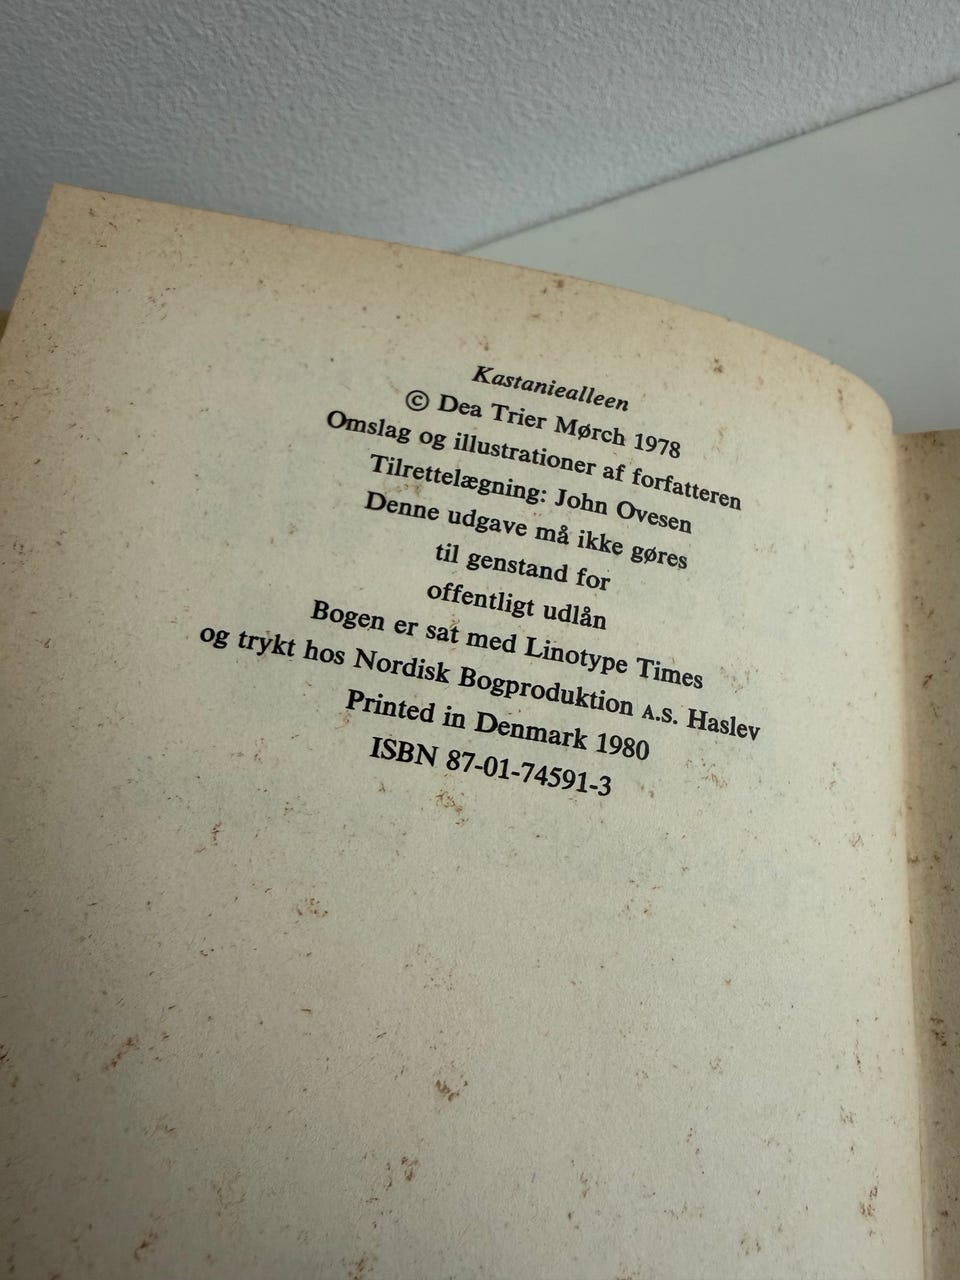 Kastaniealleen
© Dea Trier Mørch 1978
Omslag og illustrationer af forfatteren
Tilrettelægning: John Ovesen
Denne udgave må ikke gøres
til genstand for
offentligt udlån
Bogen er sat med Linotype Times
og trykt hos Nordisk Bogproduktion A.S. Haslev
Printed in Denmark 1980
ISBN 87-01-74591-3